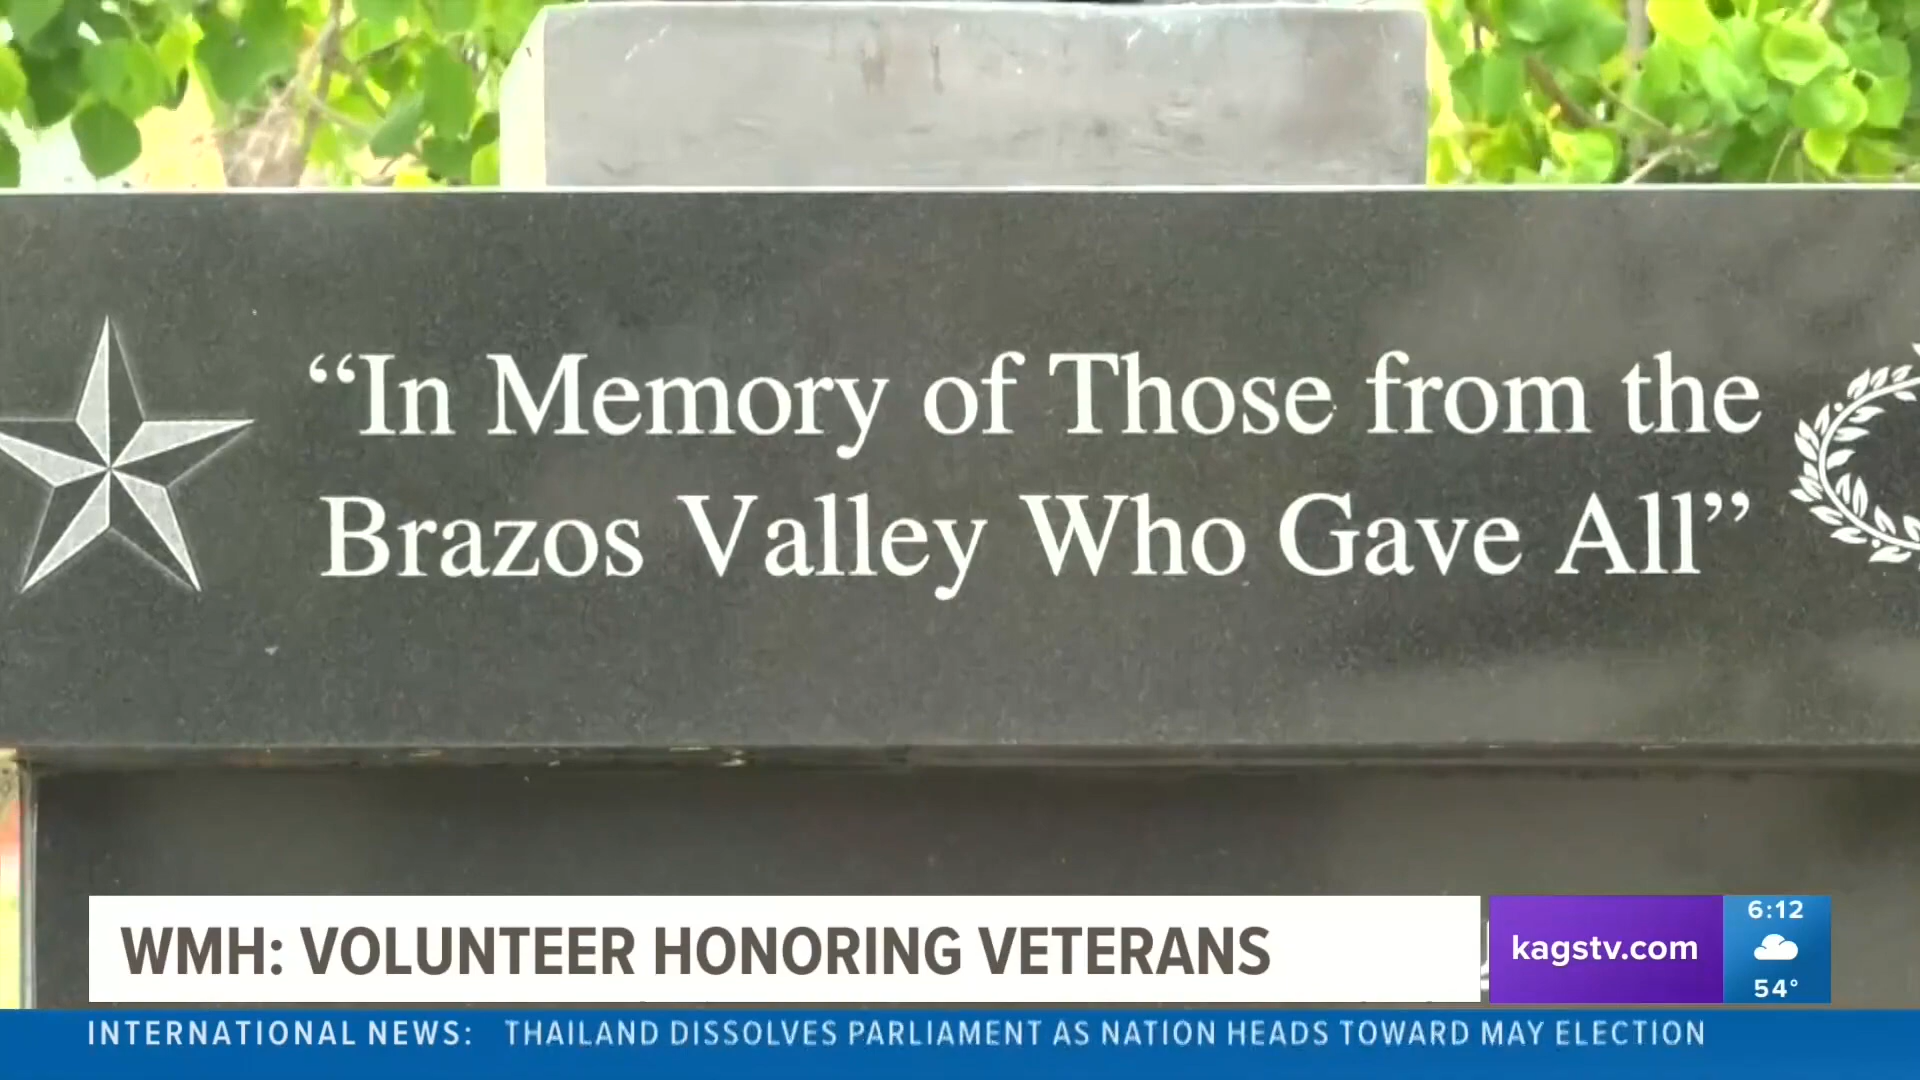 “In Memory of Those from the
Brazos Valley Who Gave All”
WMH: VOLUNTEER HONORING VETERANS
kagstv.com
6:12
54°
INTERNATIONAL NEWS: THAILAND DISSOLVES PARLIAMENT AS NATION HEADS TOWARD MAY ELECTION